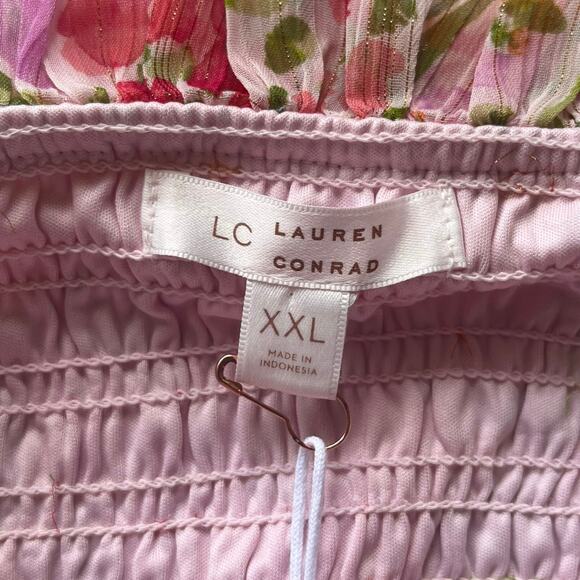 LC LAUREN
CONRAD
XXL
MADE IN
INDONESIA